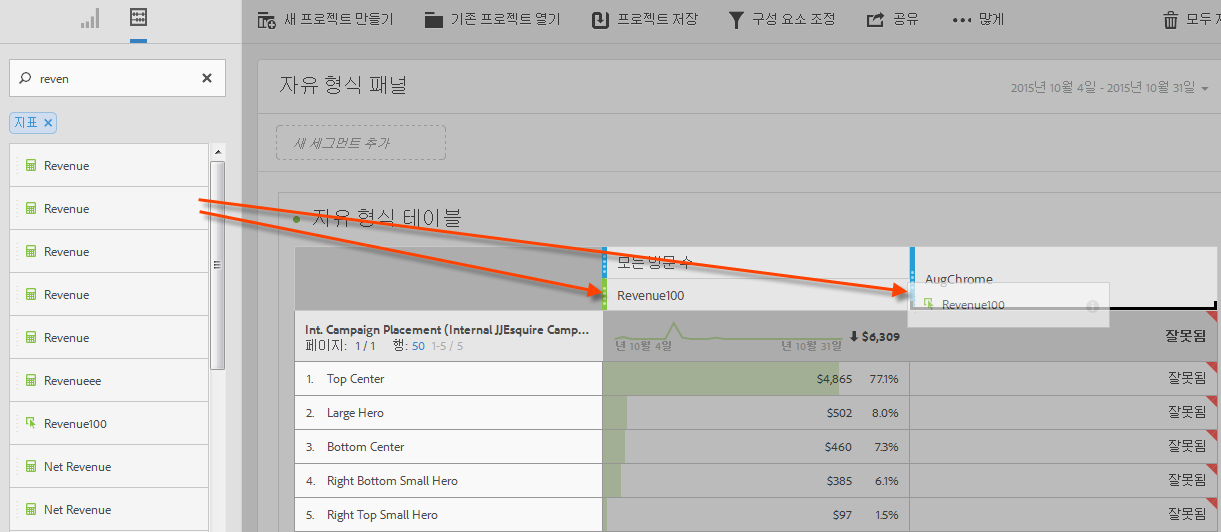 새 프로젝트 만들기 기존 프로젝트 열기 프로젝트 저장 구성 요소 조정 공유 많게 모두 지
reven
지표
Revenue
Revenue
Revenue
Revenue
Revenue
Revenueee
Revenue100
Net Revenue
Net Revenue
자유 형식 패널
2015년 10월 4일 - 2015년 10월 31일
새 세그먼트 추가
자유 형식 테이블
모든 방문 수
AugChrome
Revenue100
Revenue100
Int. Campaign Placement (Internal JJEsquire Camp...
페이지: 1 / 1 행: 50 1-5 / 5
년 10월 4일 년 10월 31일
$6,309
잘못됨
1. Top Center $4,865 77.1% 잘못됨
2. Large Hero $502 8.0% 잘못됨
3. Bottom Center $460 7.3% 잘못됨
4. Right Bottom Small Hero $385 6.1% 잘못됨
5. Right Top Small Hero $97 1.5% 잘못됨